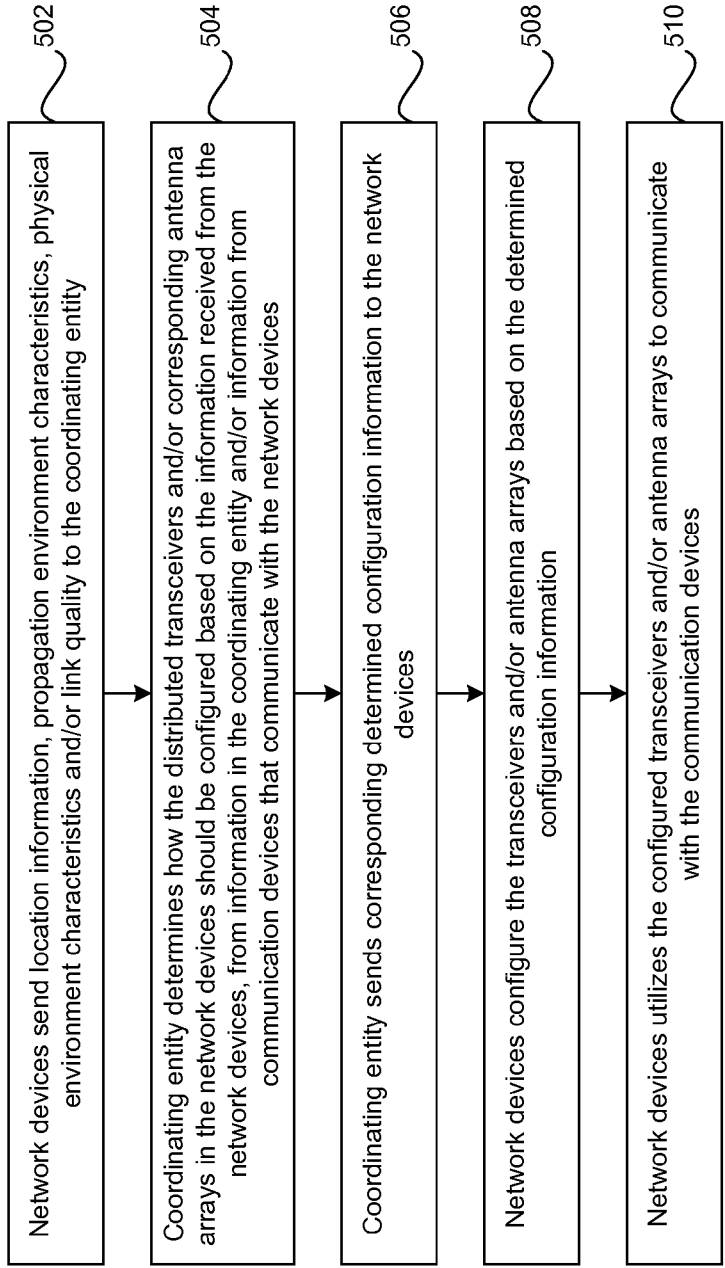 502
Network devices send location information, propagation environment characteristics, physical
environment characteristics and/or link quality to the coordinating entity
504
Coordinating entity determines how the distributed transceivers and/or corresponding antenna
arrays in the network devices should be configured based on the information received from the
network devices, from information in the coordinating entity and/or information from
communication devices that communicate with the network devices
506
Coordinating entity sends corresponding determined configuration information to the network
devices
508
Network devices configure the transceivers and/or antenna arrays based on the determined
configuration information
510
Network devices utilizes the configured transceivers and/or antenna arrays to communicate
with the communication devices